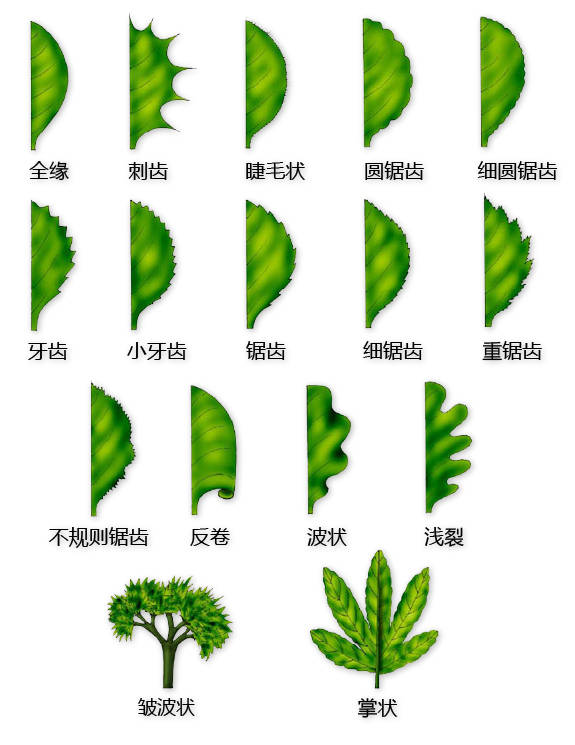 全缘 刺齿 睫毛状 圆锯齿 细圆锯齿
牙齿 小牙齿 锯齿 细锯齿 重锯齿
不规则锯齿 反卷 波状 浅裂
皱波状 掌状